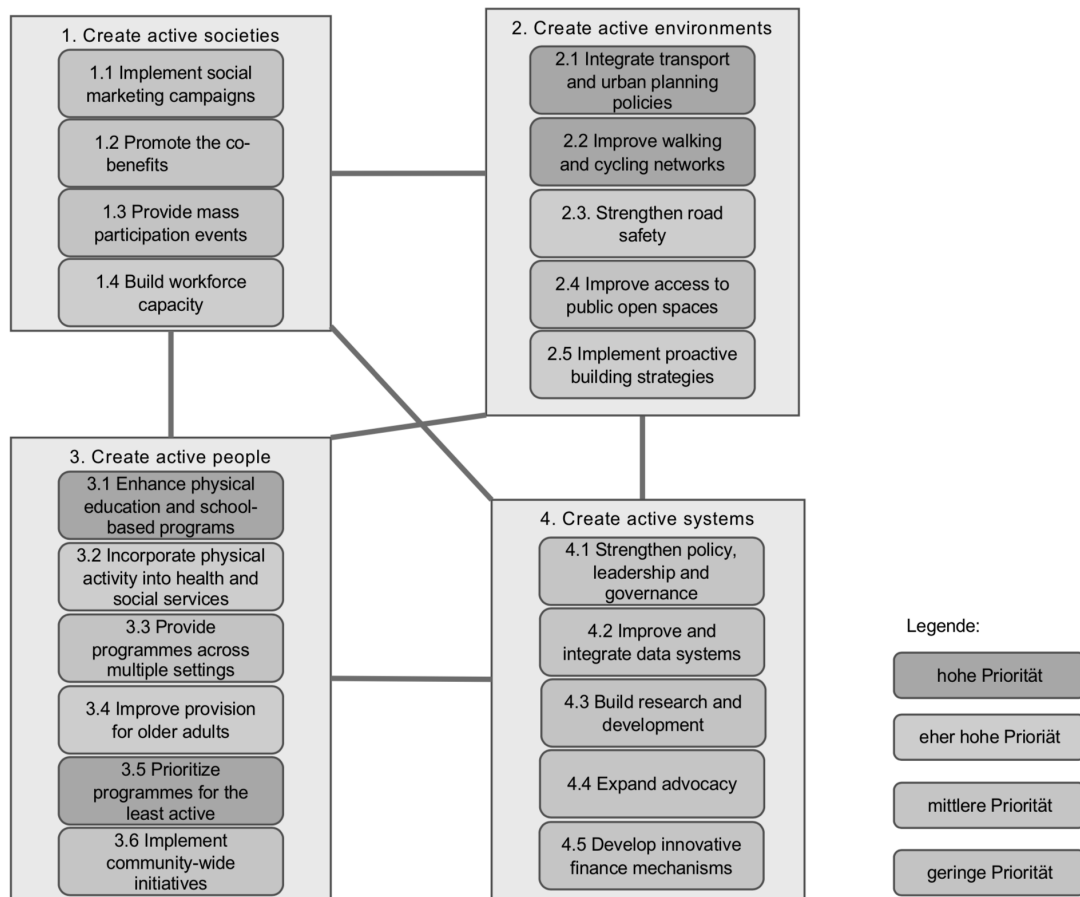 1. Create active societies
1.1 Implement social
marketing campaigns
1.2 Promote the co-
benefits
1.3 Provide mass
participation events
1.4 Build workforce
capacity
2. Create active environments
2.1 Integrate transport
and urban planning
policies
2.2 Improve walking
and cycling networks
2.3. Strengthen road
safety
2.4 Improve access to
public open spaces
2.5 Implement proactive
building strategies
3. Create active people
3.1 Enhance physical
education and school-
based programs
3.2 Incorporate physical
activity into health and
social services
3.3 Provide
programmes across
multiple settings
3.4 Improve provision
for older adults
3.5 Prioritize
programmes for the
least active
3.6 Implement
community-wide
initiatives
4. Create active systems
4.1 Strengthen policy,
leadership and
governance
4.2 Improve and
integrate data systems
4.3 Build research and
development
4.4 Expand advocacy
4.5 Develop innovative
finance mechanisms
Legende:
hohe Priorität
eher hohe Prioriät
mittlere Priorität
geringe Priorität